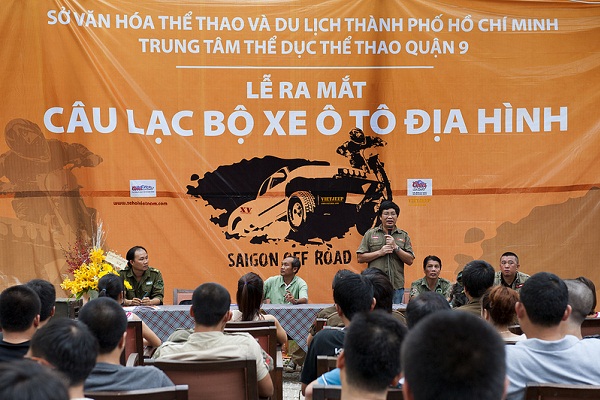 SỞ VĂN HÓA THỂ THAO VÀ DU LỊCH THÀNH PHỐ HỒ CHÍ MINH
TRUNG TÂM THỂ DỤC THỂ THAO QUẬN 9
LỄ RA MẮT
CÂU LẠC BỘ XE Ô TÔ ĐỊA HÌNH
XV
SAIGON OFF ROAD